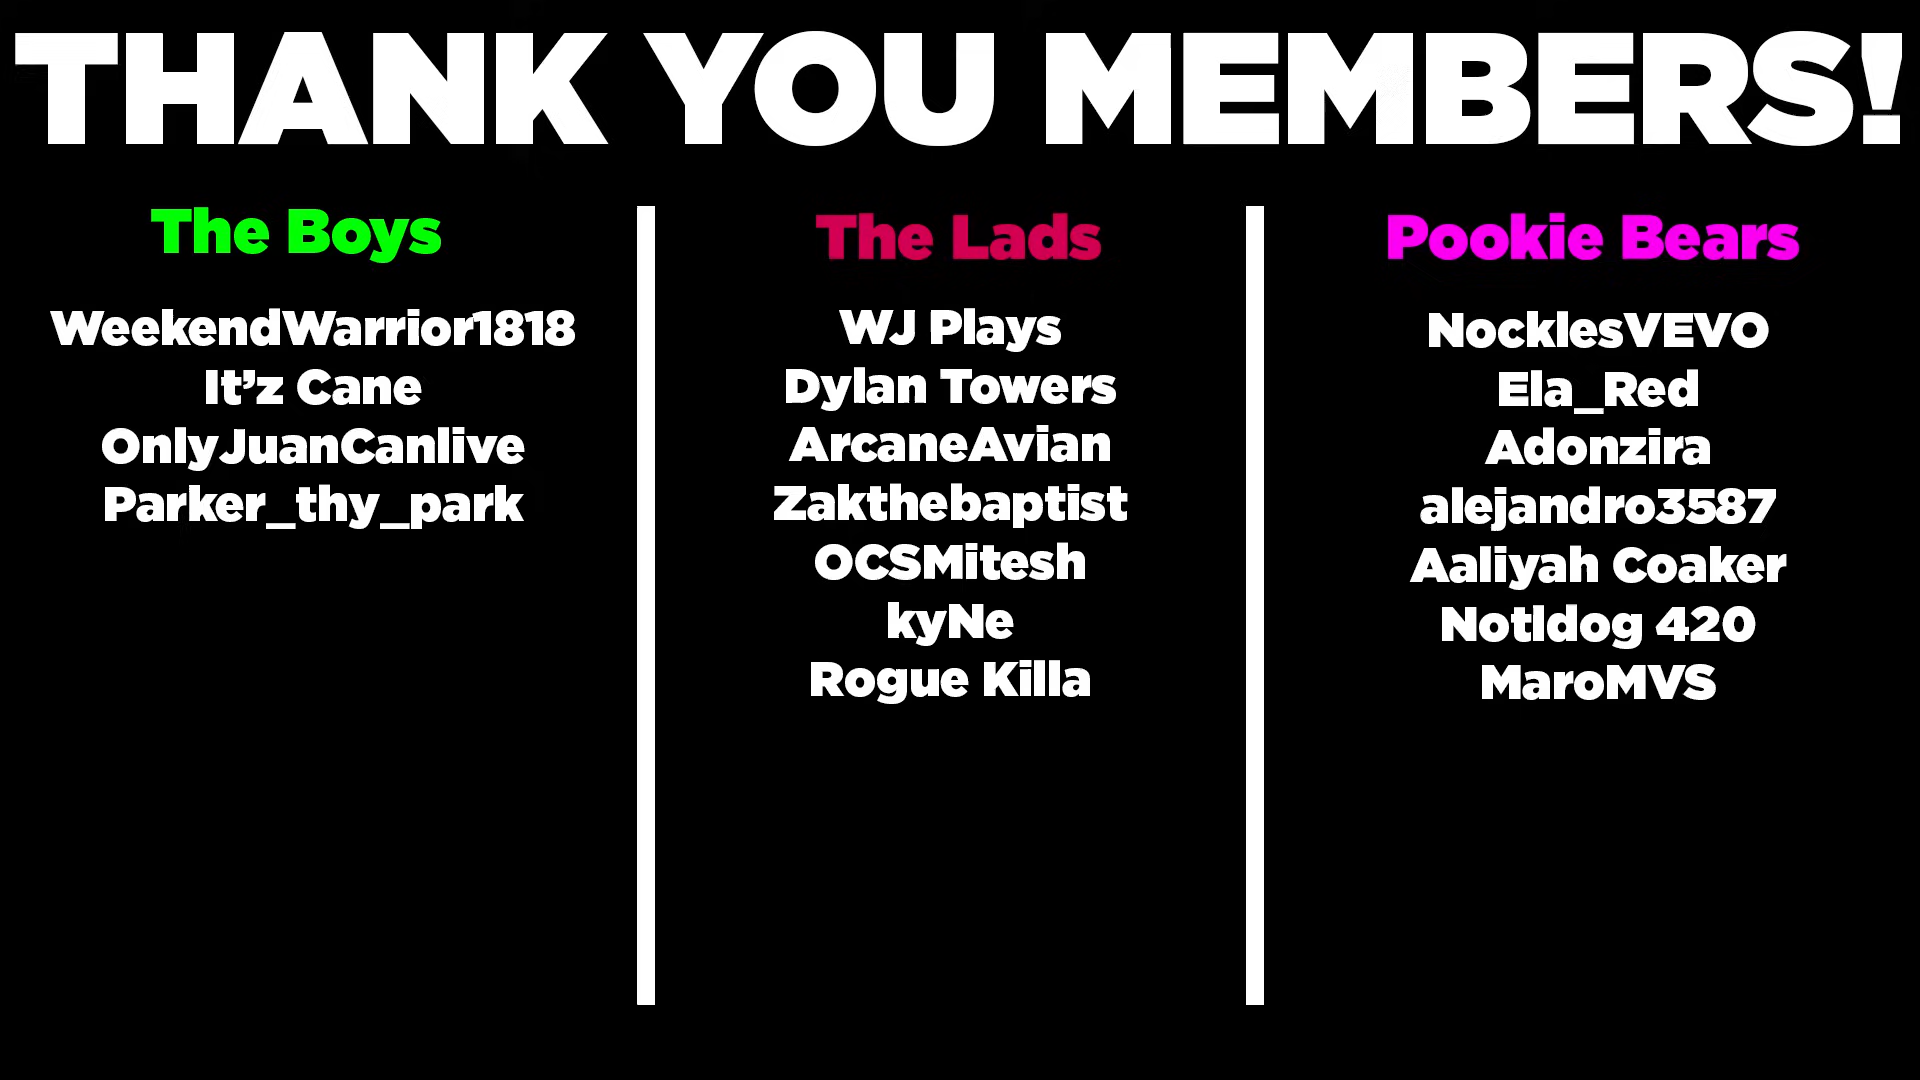 THANK YOU MEMBERS!
The Boys
WeekendWarrior1818
It’z Cane
OnlyJuanCanlive
Parker_thy_park
The Lads
WJ Plays
Dylan Towers
ArcaneAvian
Zakthebaptist
OCSMitesh
kyNe
Rogue Killa
Pookie Bears
NocklesVEVO
Ela_Red
Adonzira
alejandro3587
Aaliyah Coaker
Notldog 420
MaroMVS